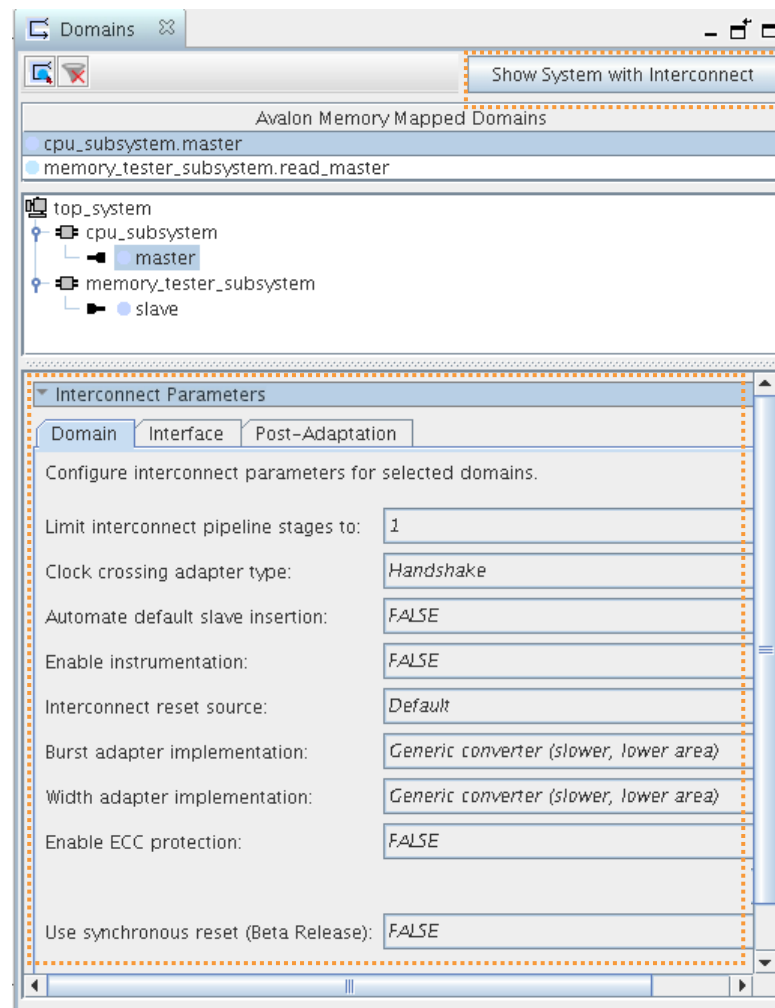 Domains
Show System with Interconnect
Avalon Memory Mapped Domains
cpu_subsystem.master
memory_tester_subsystem.read_master
top_system
cpu_subsystem
master
memory_tester_subsystem
slave
Interconnect Parameters
Domain Interface Post-Adaptation
Configure interconnect parameters for selected domains.
Limit interconnect pipeline stages to: 1
Clock crossing adapter type: Handshake
Automate default slave insertion: FALSE
Enable instrumentation: FALSE
Interconnect reset source: Default
Burst adapter implementation: Generic converter (slower, lower area)
Width adapter implementation: Generic converter (slower, lower area)
Enable ECC protection: FALSE
Use synchronous reset (Beta Release): FALSE